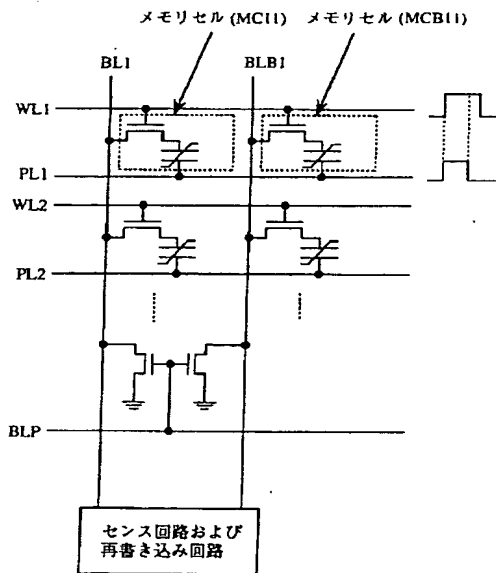 メモリセル (MC11) メモリセル (MCB11)
BL1 BLB1
WL1
PL1
WL2
PL2
BLP
センス回路および
再書き込み回路